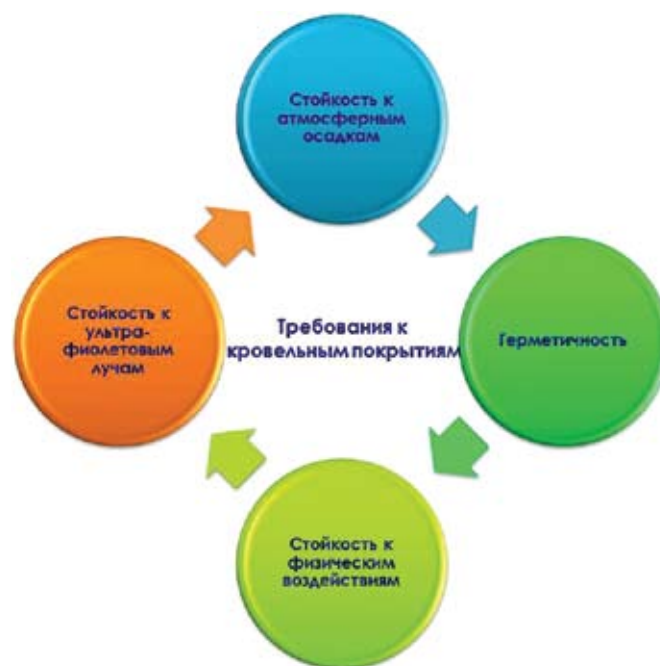 Стойкость к
атмосферным
осадкам
Стойкость к
ультра-
фиолетовым
лучам
Требования к
кровельным покрытиям
Герметичность
Стойкость к
физическим
воздействиям